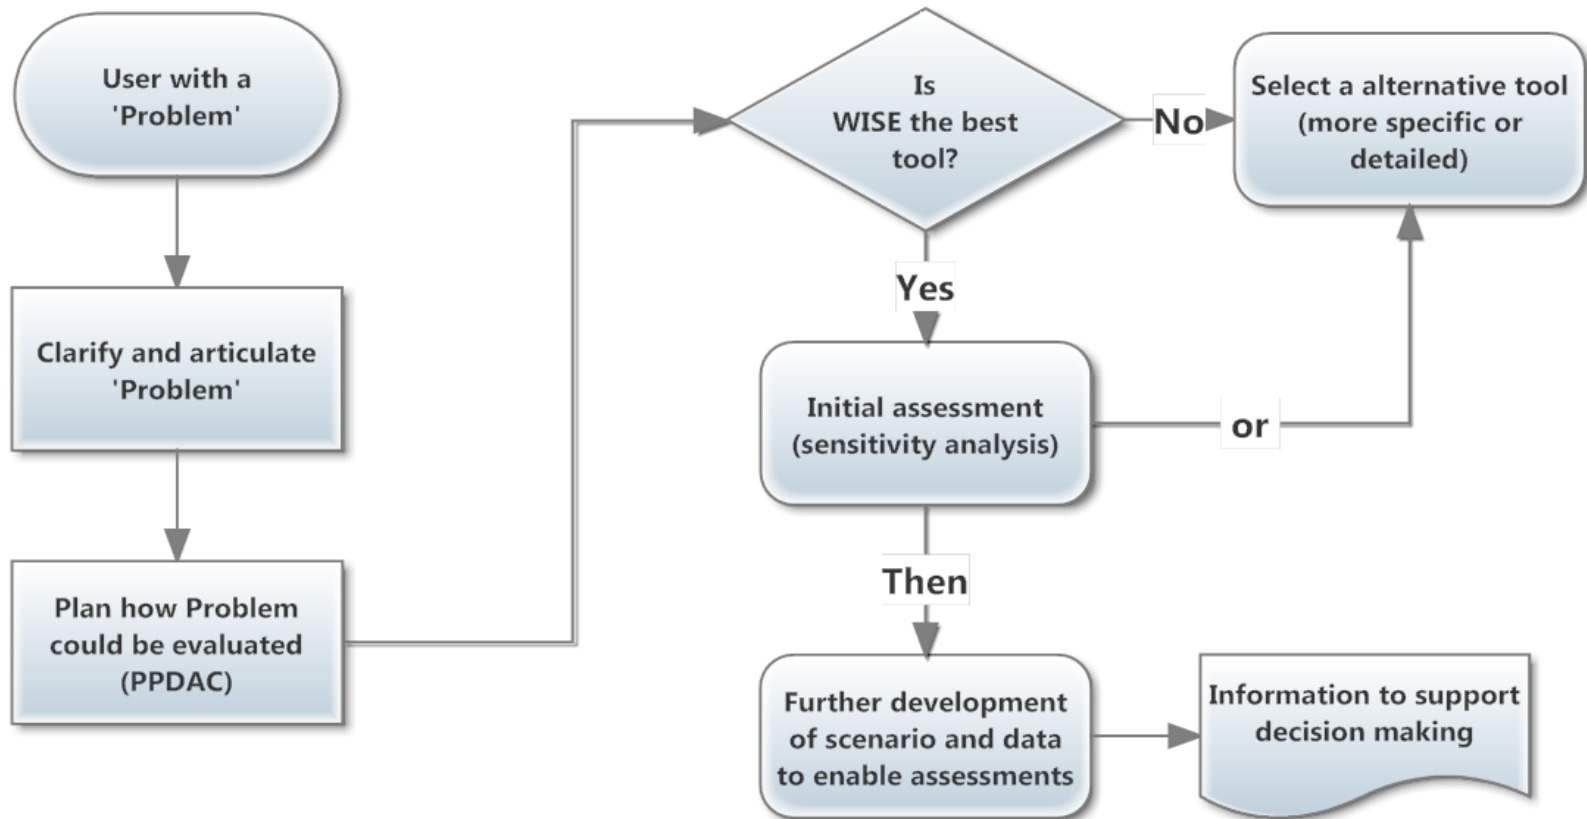 User with a
'Problem'
Clarify and articulate
'Problem'
Plan how Problem
could be evaluated
(PPDAC)
Is
WISE the best
tool?
No
Select a alternative tool
(more specific or
detailed)
Yes
Initial assessment
(sensitivity analysis)
or
Then
Further development
of scenario and data
to enable assessments
Information to support
decision making